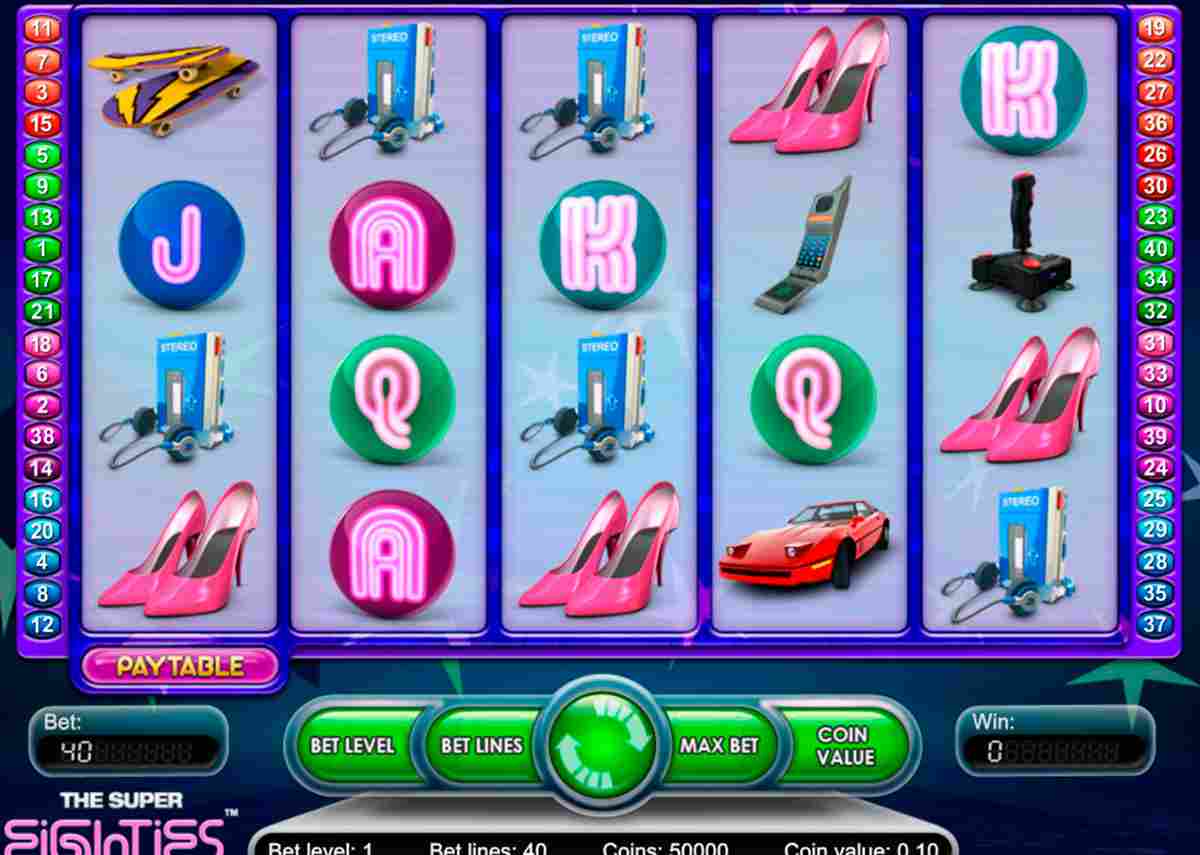 11
7
3
15
5
9
13
1
17
21
18
6
2
38
14
16
20
4
8
12
STEREO
STEREO
K
J
A
K
STEREO
Q
STEREO
Q
A
STEREO
19
22
27
36
26
30
23
40
34
32
31
33
10
39
24
25
29
28
35
37
PAYTABLE
Bet:
40
BET LEVEL
BET LINES
MAX BET
COIN
VALUE
Win:
0
THE SUPER
EIGHTIES™
Bet level: 1 Bet lines: 40 Coins: 50000 Coin value: 0.10